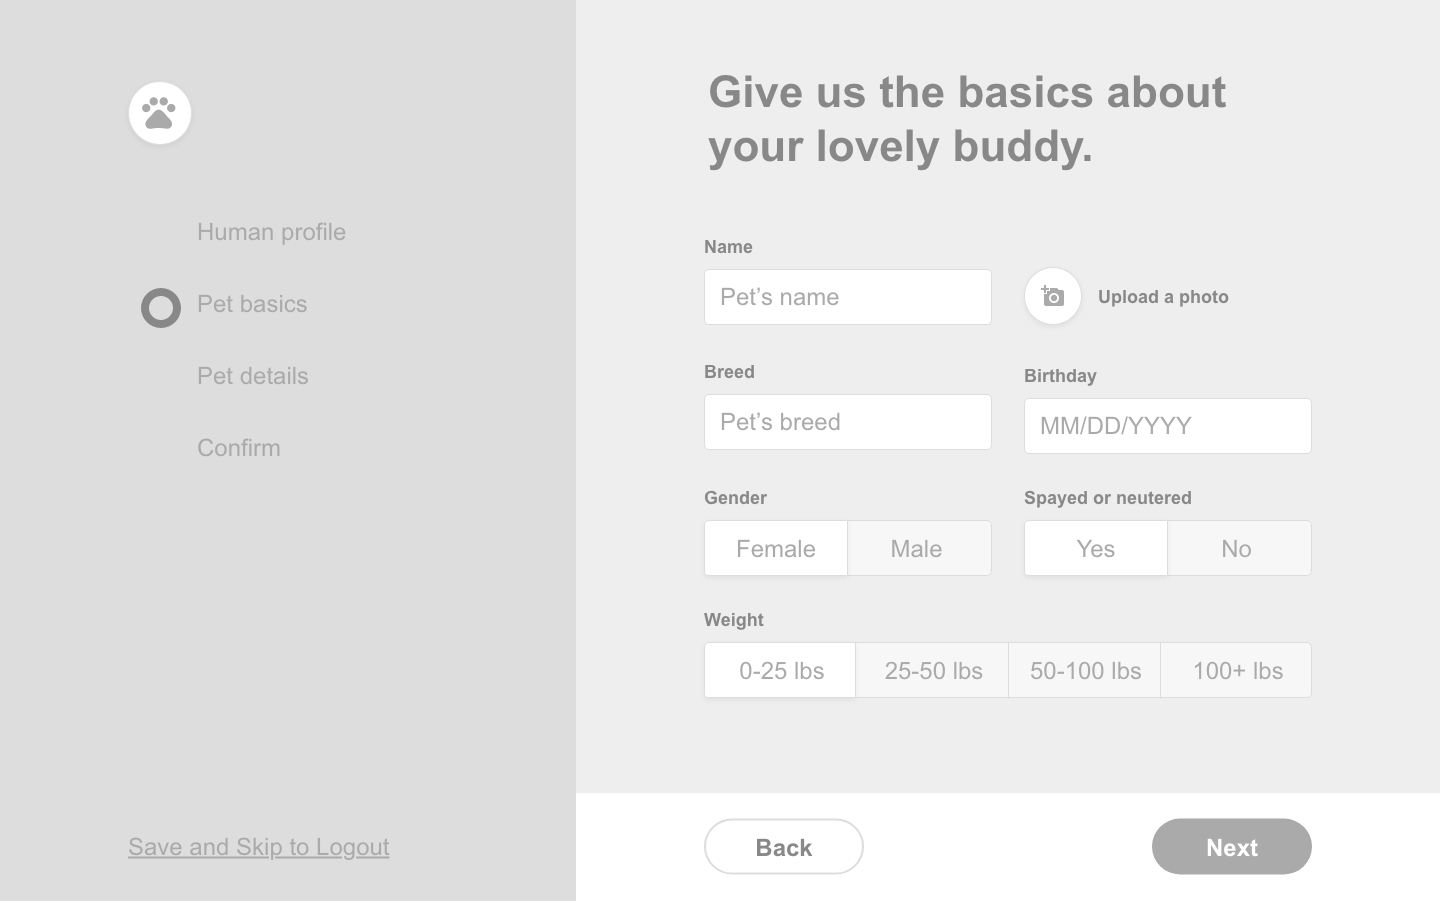 Human profile
Pet basics
Pet details
Confirm
Save and Skip to Logout
Give us the basics about
your lovely buddy.
Name
Pet’s name
Upload a photo
Breed
Pet’s breed
Birthday
MM/DD/YYYY
Gender
Female
Male
Spayed or neutered
Yes
No
Weight
0-25 lbs
25-50 lbs
50-100 lbs
100+ lbs
Back
Next